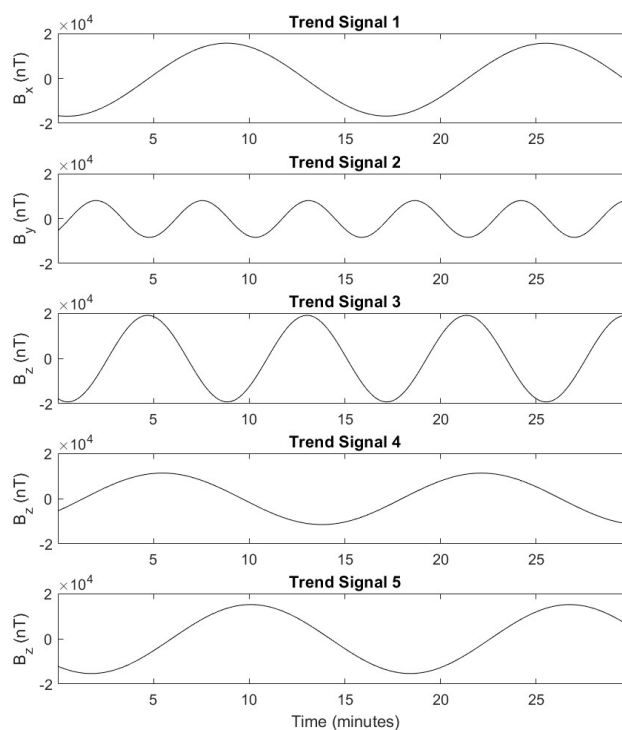 Trend Signal 1
×10⁴
2
0
-2
B_x (nT)
5 10 15 20 25
Trend Signal 2
×10⁴
2
0
-2
B_y (nT)
5 10 15 20 25
Trend Signal 3
×10⁴
2
0
-2
B_z (nT)
5 10 15 20 25
Trend Signal 4
×10⁴
2
0
-2
B_z (nT)
5 10 15 20 25
Trend Signal 5
×10⁴
2
0
-2
B_z (nT)
5 10 15 20 25
Time (minutes)